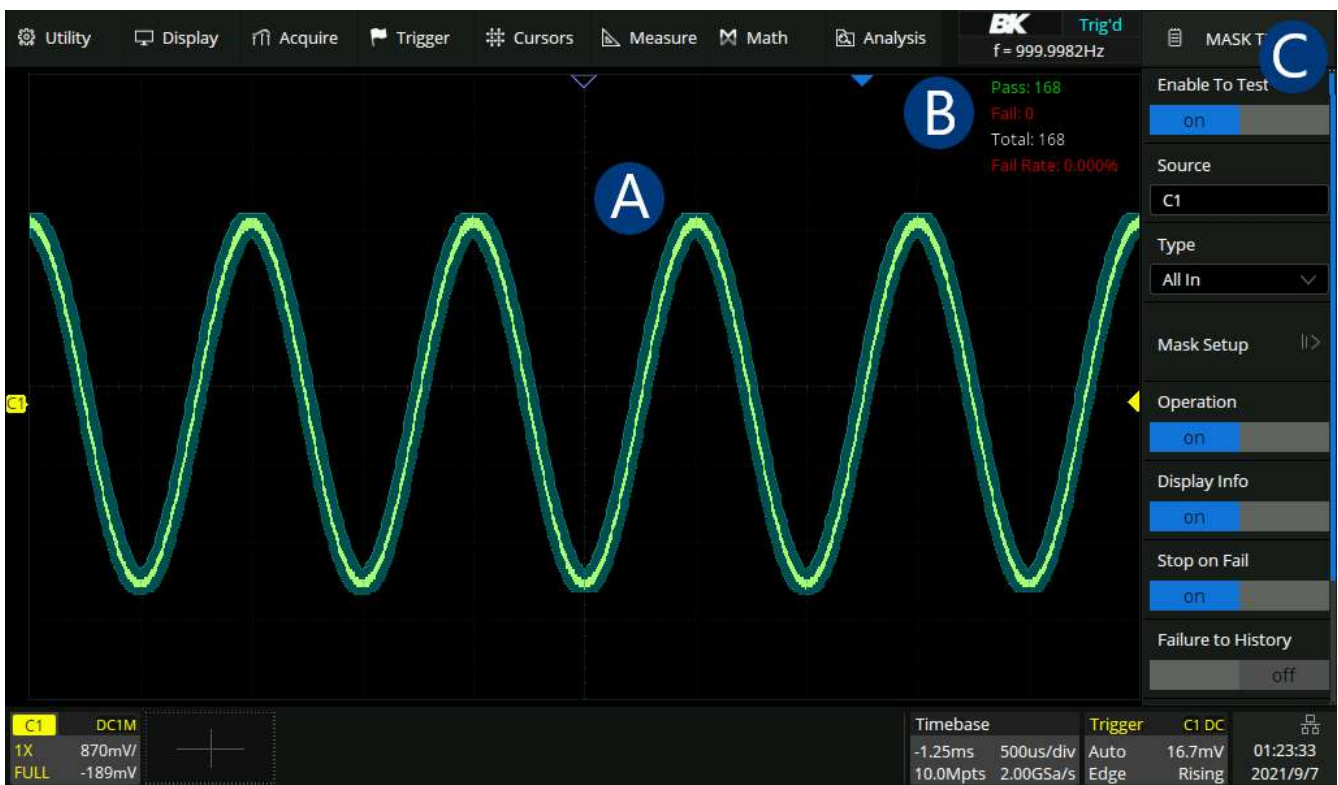 Utility Display Acquire Trigger Cursors Measure Math Analysis
BK Trig'd
f = 999.9982Hz
MASK T
C
B
Pass: 168
Fail: 0
Total: 168
Fail Rate: 0.000%
A
C1
Enable To Test
on
Source
C1
Type
All In
Mask Setup
Operation
on
Display Info
on
Stop on Fail
on
Failure to History
off
C1 DC1M
1X 870mV/
FULL -189mV
Timebase
-1.25ms 500us/div
10.0Mpts 2.00GSa/s
Trigger C1 DC
Auto 16.7mV
Edge Rising
01:23:33
2021/9/7